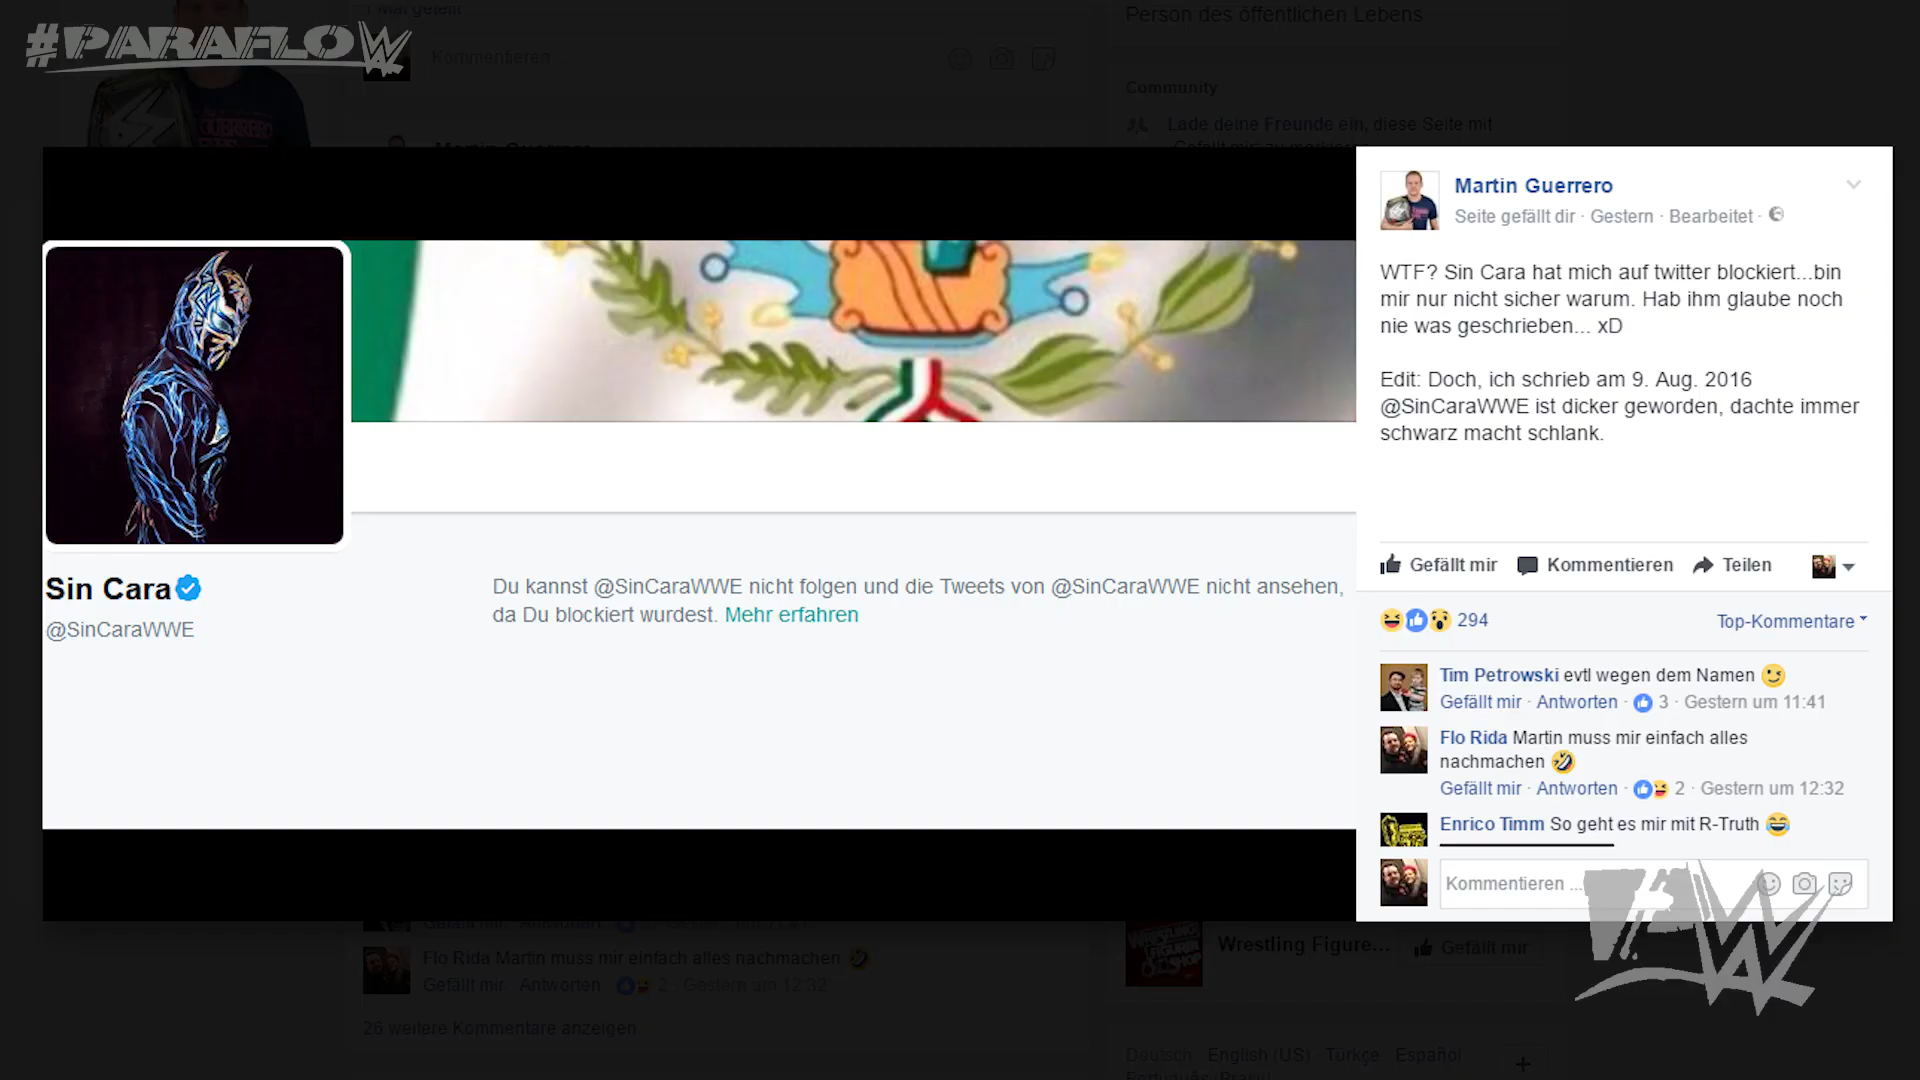 #PARAFLOW
1 Mal geteilt
Kommentieren
Person des öffentlichen Lebens
Community
Lade deine Freunde ein, diese Seite mit
Martin Guerrero
Seite gefällt dir · Gestern · Bearbeitet ·
WTF? Sin Cara hat mich auf twitter blockiert...bin
mir nur nicht sicher warum. Hab ihm glaube noch
nie was geschrieben... xD
Edit: Doch, ich schrieb am 9. Aug. 2016
@SinCaraWWE ist dicker geworden, dachte immer
schwarz macht schlank.
Sin Cara
@SinCaraWWE
Du kannst @SinCaraWWE nicht folgen und die Tweets von @SinCaraWWE nicht ansehen,
da Du blockiert wurdest. Mehr erfahren
Gefällt mir Kommentieren Teilen
294 Top-Kommentare
Tim Petrowski evtl wegen dem Namen 😉
Gefällt mir · Antworten · 3 · Gestern um 11:41
Flo Rida Martin muss mir einfach alles
nachmachen 🤣
Gefällt mir · Antworten · 2 · Gestern um 12:32
Enrico Timm So geht es mir mit R-Truth 😂
Kommentieren ...
Flo Rida Martin muss mir einfach alles nachmachen 🤣
Gefällt mir · Antworten · 2 · Gestern um 12:32
26 weitere Kommentare anzeigen
Wrestling Figure... Gefällt mir
Deutsch · English (US) · Türkçe · Español ·